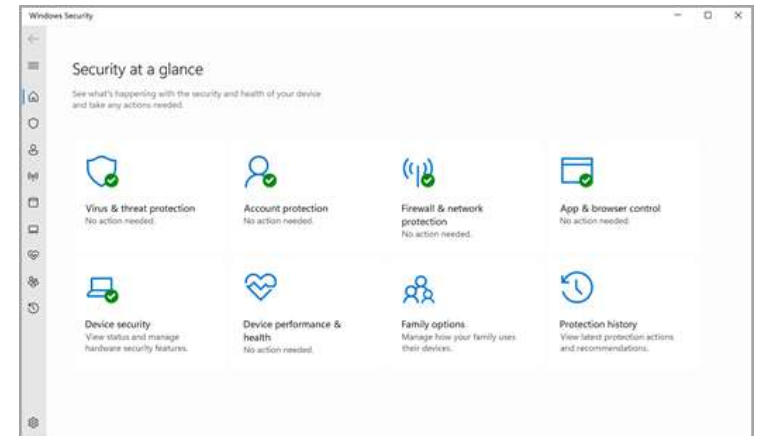 Windows Security
Security at a glance
See what's happening with the security and health of your device
and take any actions needed.
Virus & threat protection
No action needed.
Account protection
No action needed.
Firewall & network
protection
No action needed.
App & browser control
No action needed.
Device security
View status and manage
hardware security features.
Device performance &
health
No action needed.
Family options
Manage how your family uses
their devices.
Protection history
View latest protection actions
and recommendations.